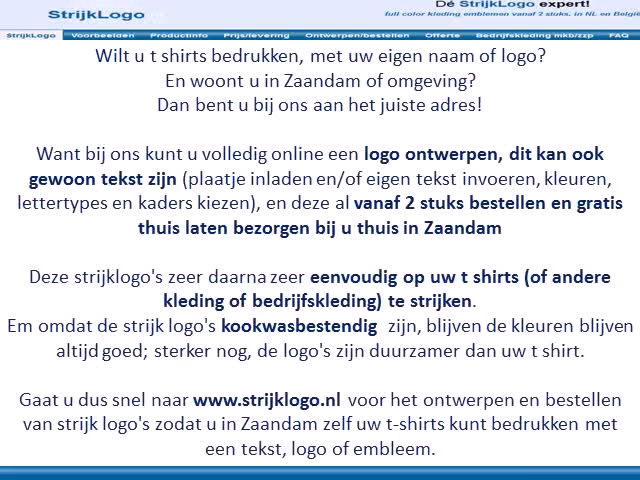 StrijkLogo
Dé StrijkLogo expert!
full color kleding emblemen vanaf 2 stuks. in NL en België
StrijkLogo Voorbeelden Productinfo Prijs/levering Ontwerpen/bestellen Offerte Bedrijfskleding mkb/zzp FAQ
Wilt u t shirts bedrukken, met uw eigen naam of logo?
En woont u in Zaandam of omgeving?
Dan bent u bij ons aan het juiste adres!
Want bij ons kunt u volledig online een logo ontwerpen, dit kan ook
gewoon tekst zijn (plaatje inladen en/of eigen tekst invoeren, kleuren,
lettertypes en kaders kiezen), en deze al vanaf 2 stuks bestellen en gratis
thuis laten bezorgen bij u thuis in Zaandam
Deze strijklogo's zeer daarna zeer eenvoudig op uw t shirts (of andere
kleding of bedrijfskleding) te strijken.
Em omdat de strijk logo's kookwasbestendig zijn, blijven de kleuren blijven
altijd goed; sterker nog, de logo's zijn duurzamer dan uw t shirt.
Gaat u dus snel naar www.strijklogo.nl voor het ontwerpen en bestellen
van strijk logo's zodat u in Zaandam zelf uw t-shirts kunt bedrukken met
een tekst, logo of embleem.